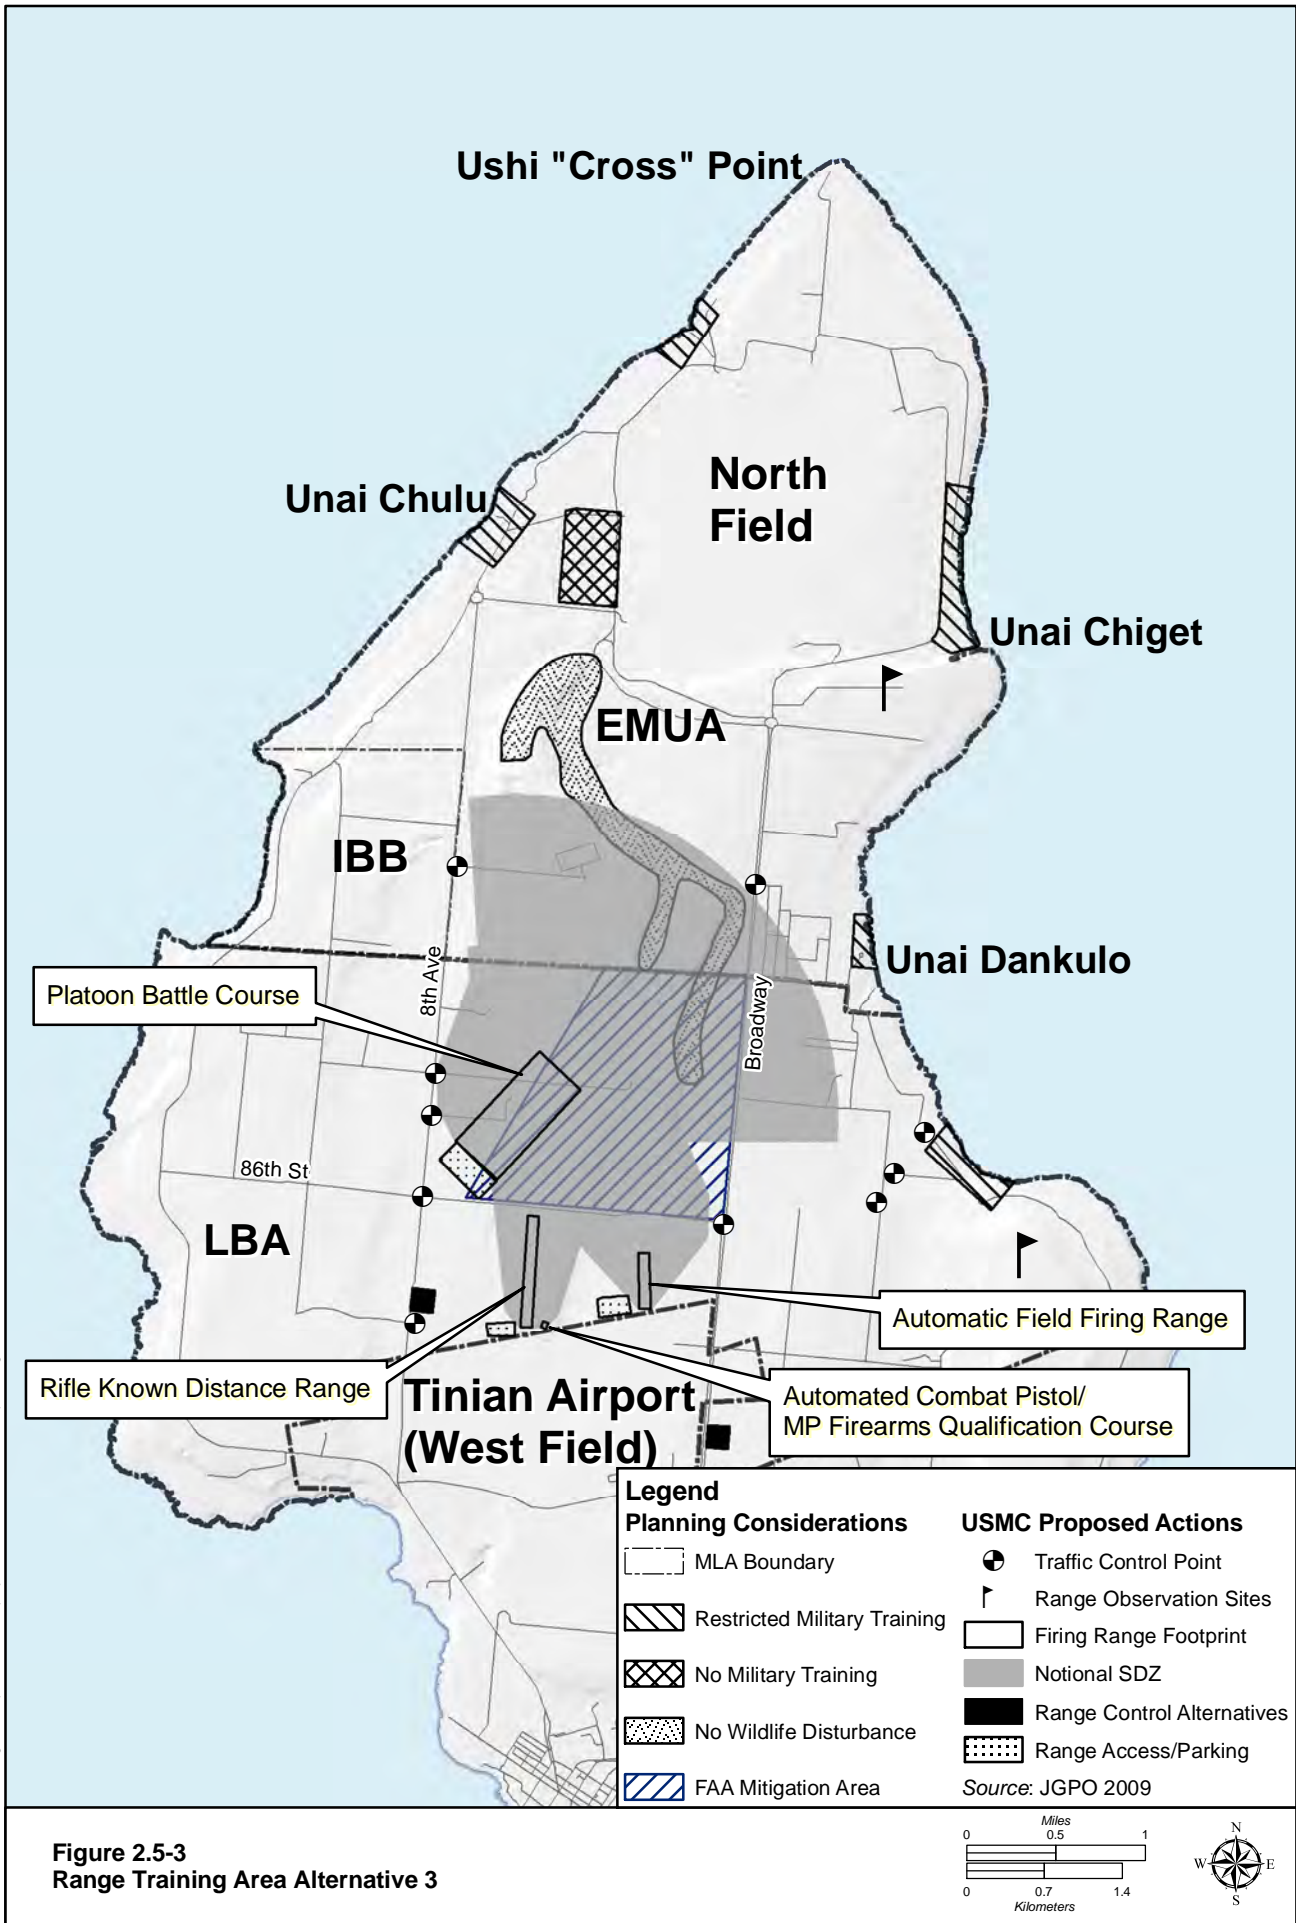 Ushi "Cross" Point
Unai Chulu
North
Field
Unai Chiget
EMUA
IBB
Unai Dankulo
Platoon Battle Course
8th Ave
Broadway
86th St
LBA
Automatic Field Firing Range
Rifle Known Distance Range
Tinian Airport
(West Field)
Automated Combat Pistol/
MP Firearms Qualification Course
Legend
Planning Considerations
MLA Boundary
Restricted Military Training
No Military Training
No Wildlife Disturbance
FAA Mitigation Area
USMC Proposed Actions
Traffic Control Point
Range Observation Sites
Firing Range Footprint
Notional SDZ
Range Control Alternatives
Range Access/Parking
Source: JGPO 2009
Figure 2.5-3
Range Training Area Alternative 3
Miles
0 0.5 1
0 0.7 1.4
Kilometers
N
W E
S